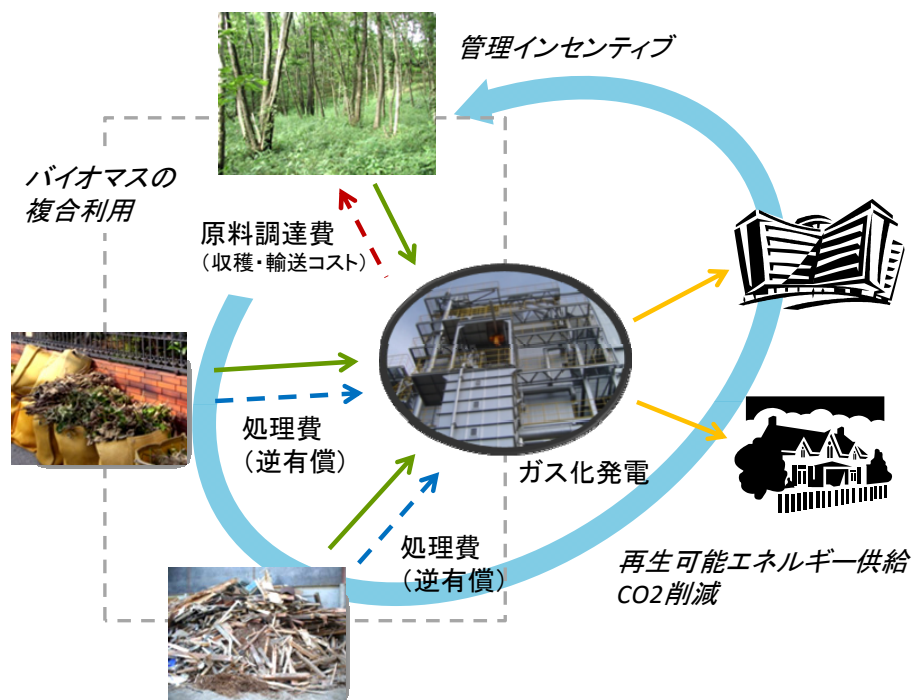 管理インセンティブ
バイオマスの
複合利用
原料調達費
（収穫・輸送コスト）
処理費
（逆有償）
ガス化発電
処理費
（逆有償）
再生可能エネルギー供給
CO2削減